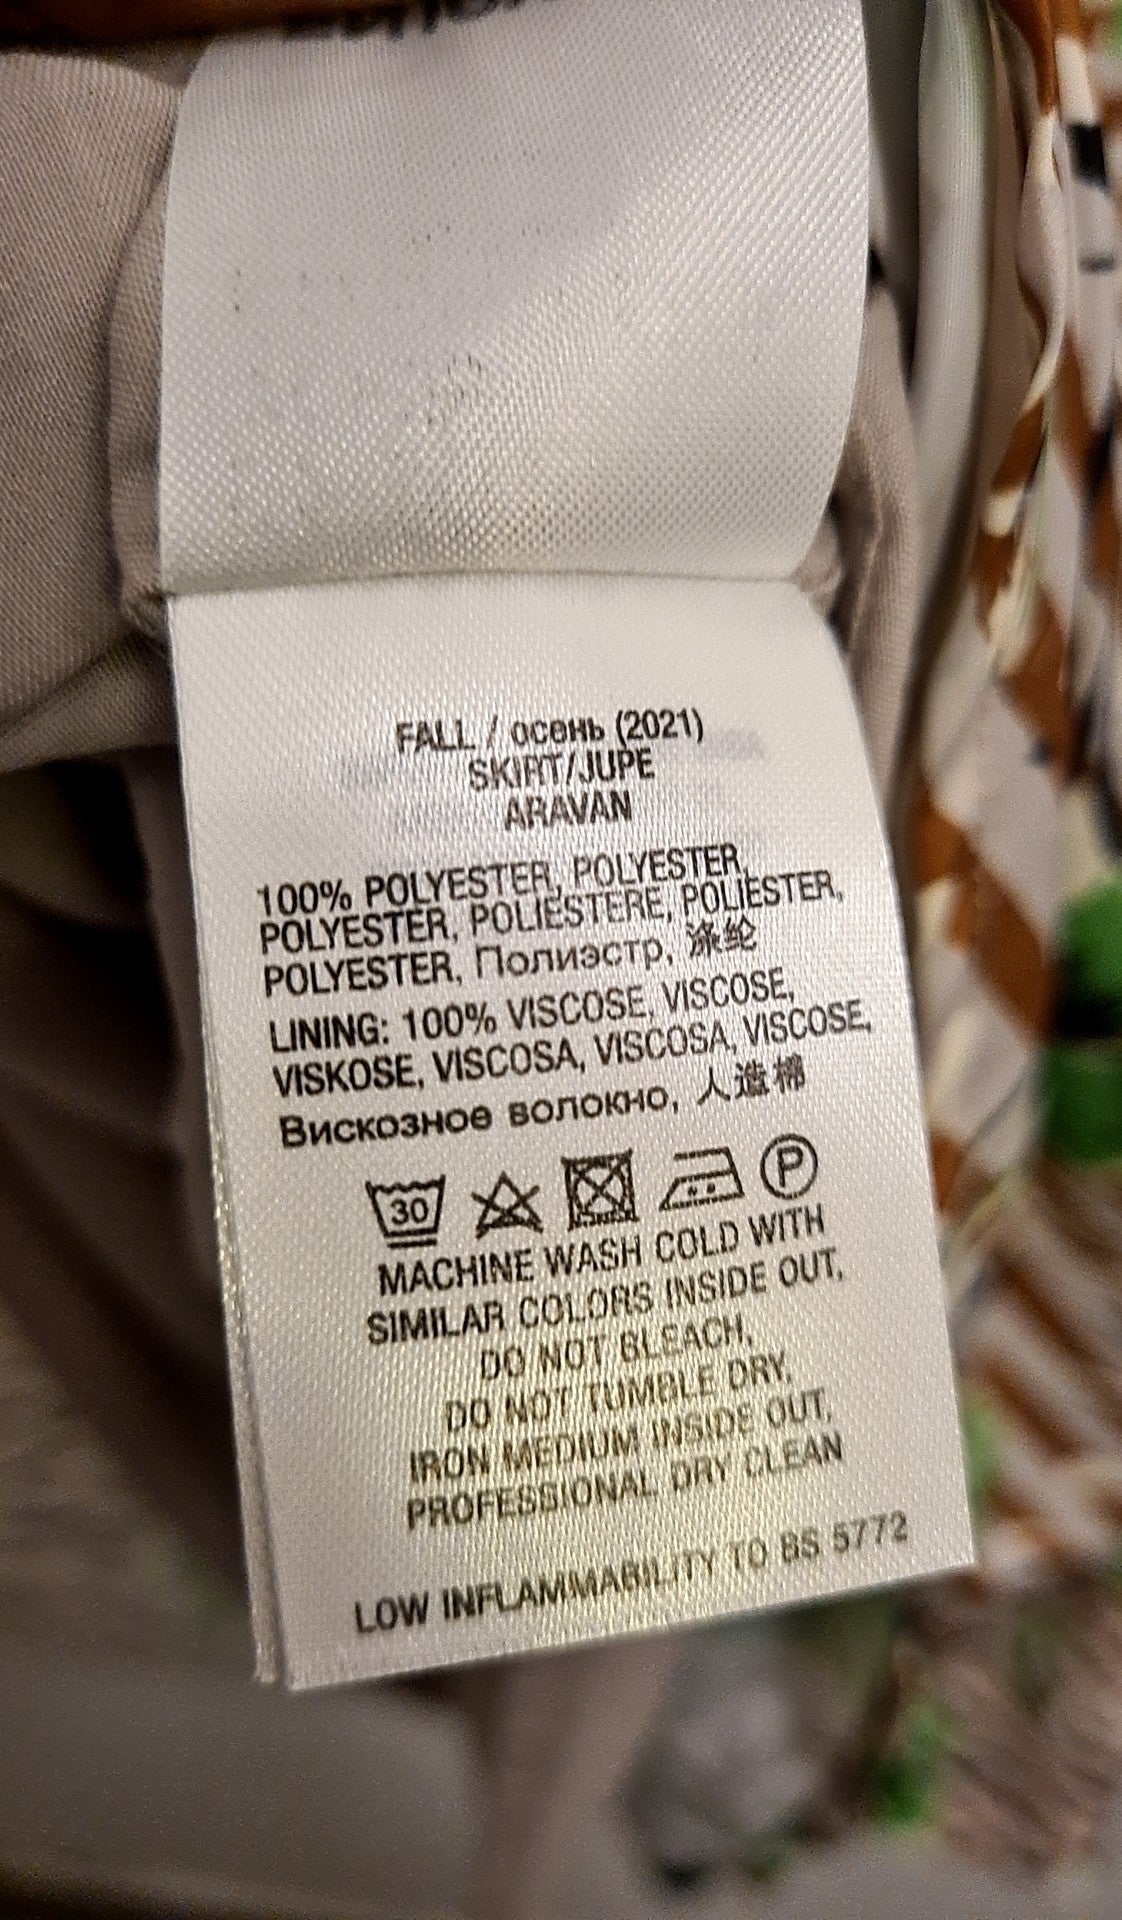 FALL / осень (2021)
SKIRT/JUPE
ARAVAN
100% POLYESTER, POLYESTER,
POLYESTER, POLIESTERE, POLIESTER,
POLYESTER, Полиэстр, 涤纶
LINING: 100% VISCOSE, VISCOSE,
VISKOSE, VISCOSA, VISCOSA, VISCOSE,
Вискозное волокно, 人造棉
30 P
MACHINE WASH COLD WITH
SIMILAR COLORS INSIDE OUT,
DO NOT BLEACH,
DO NOT TUMBLE DRY,
IRON MEDIUM INSIDE OUT,
PROFESSIONAL DRY CLEAN
LOW INFLAMMABILITY TO BS 5772